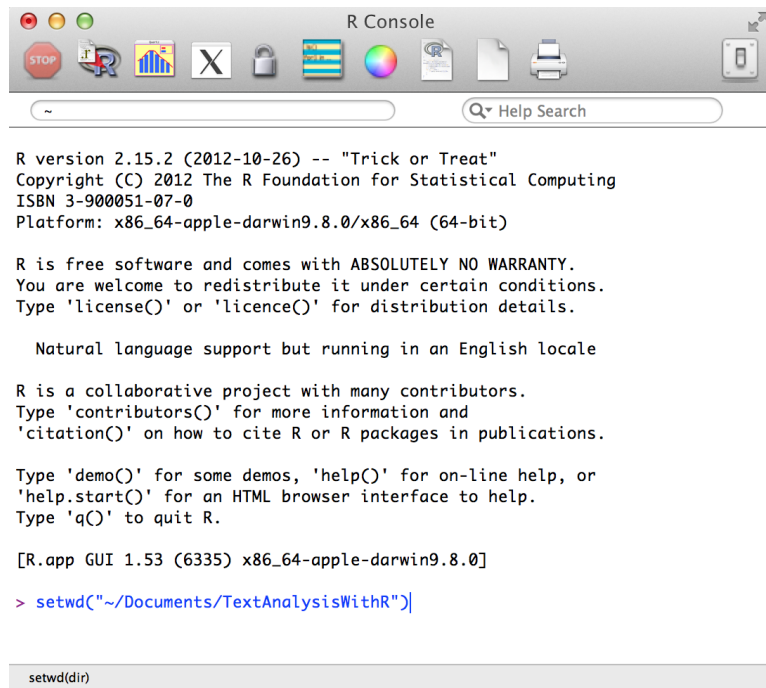 R Console
STOP
~
Help Search
R version 2.15.2 (2012-10-26) -- "Trick or Treat"
Copyright (C) 2012 The R Foundation for Statistical Computing
ISBN 3-900051-07-0
Platform: x86_64-apple-darwin9.8.0/x86_64 (64-bit)
R is free software and comes with ABSOLUTELY NO WARRANTY.
You are welcome to redistribute it under certain conditions.
Type 'license()' or 'licence()' for distribution details.
Natural language support but running in an English locale
R is a collaborative project with many contributors.
Type 'contributors()' for more information and
'citation()' on how to cite R or R packages in publications.
Type 'demo()' for some demos, 'help()' for on-line help, or
'help.start()' for an HTML browser interface to help.
Type 'q()' to quit R.
[R.app GUI 1.53 (6335) x86_64-apple-darwin9.8.0]
> setwd("~/Documents/TextAnalysisWithR")
setwd(dir)